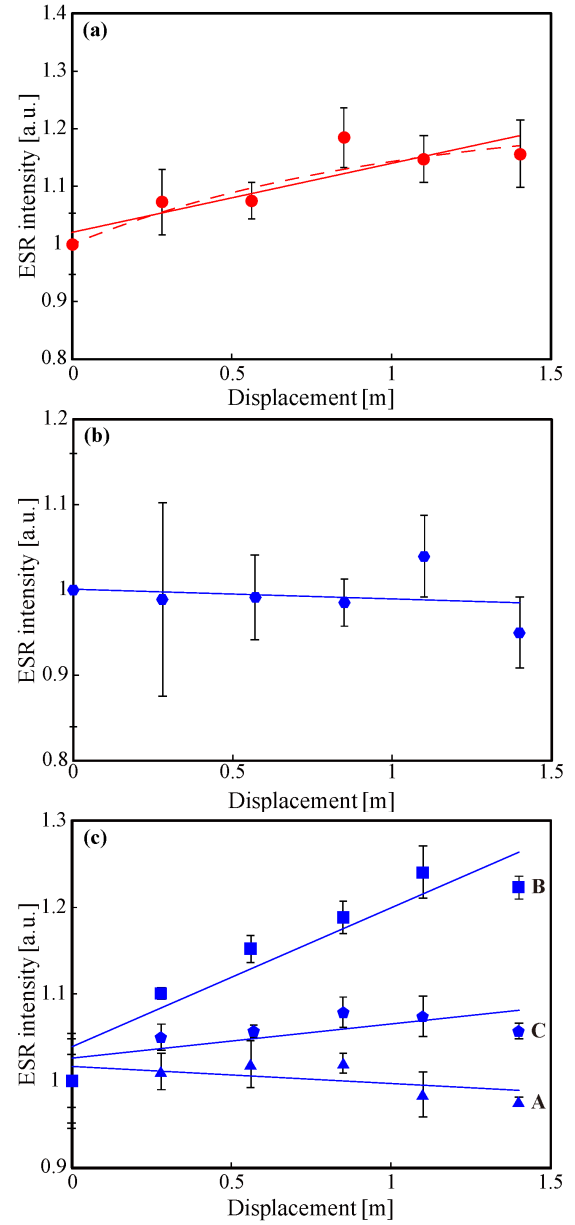 (a)
1.4
1.3
1.2
1.1
1
0.9
0.8
ESR intensity [a.u.]
0 0.5 1 1.5
Displacement [m]
(b)
1.2
1.1
1
0.9
0.8
ESR intensity [a.u.]
0 0.5 1 1.5
Displacement [m]
(c)
1.3
1.2
1.1
1
0.9
ESR intensity [a.u.]
B
C
A
0 0.5 1 1.5
Displacement [m]